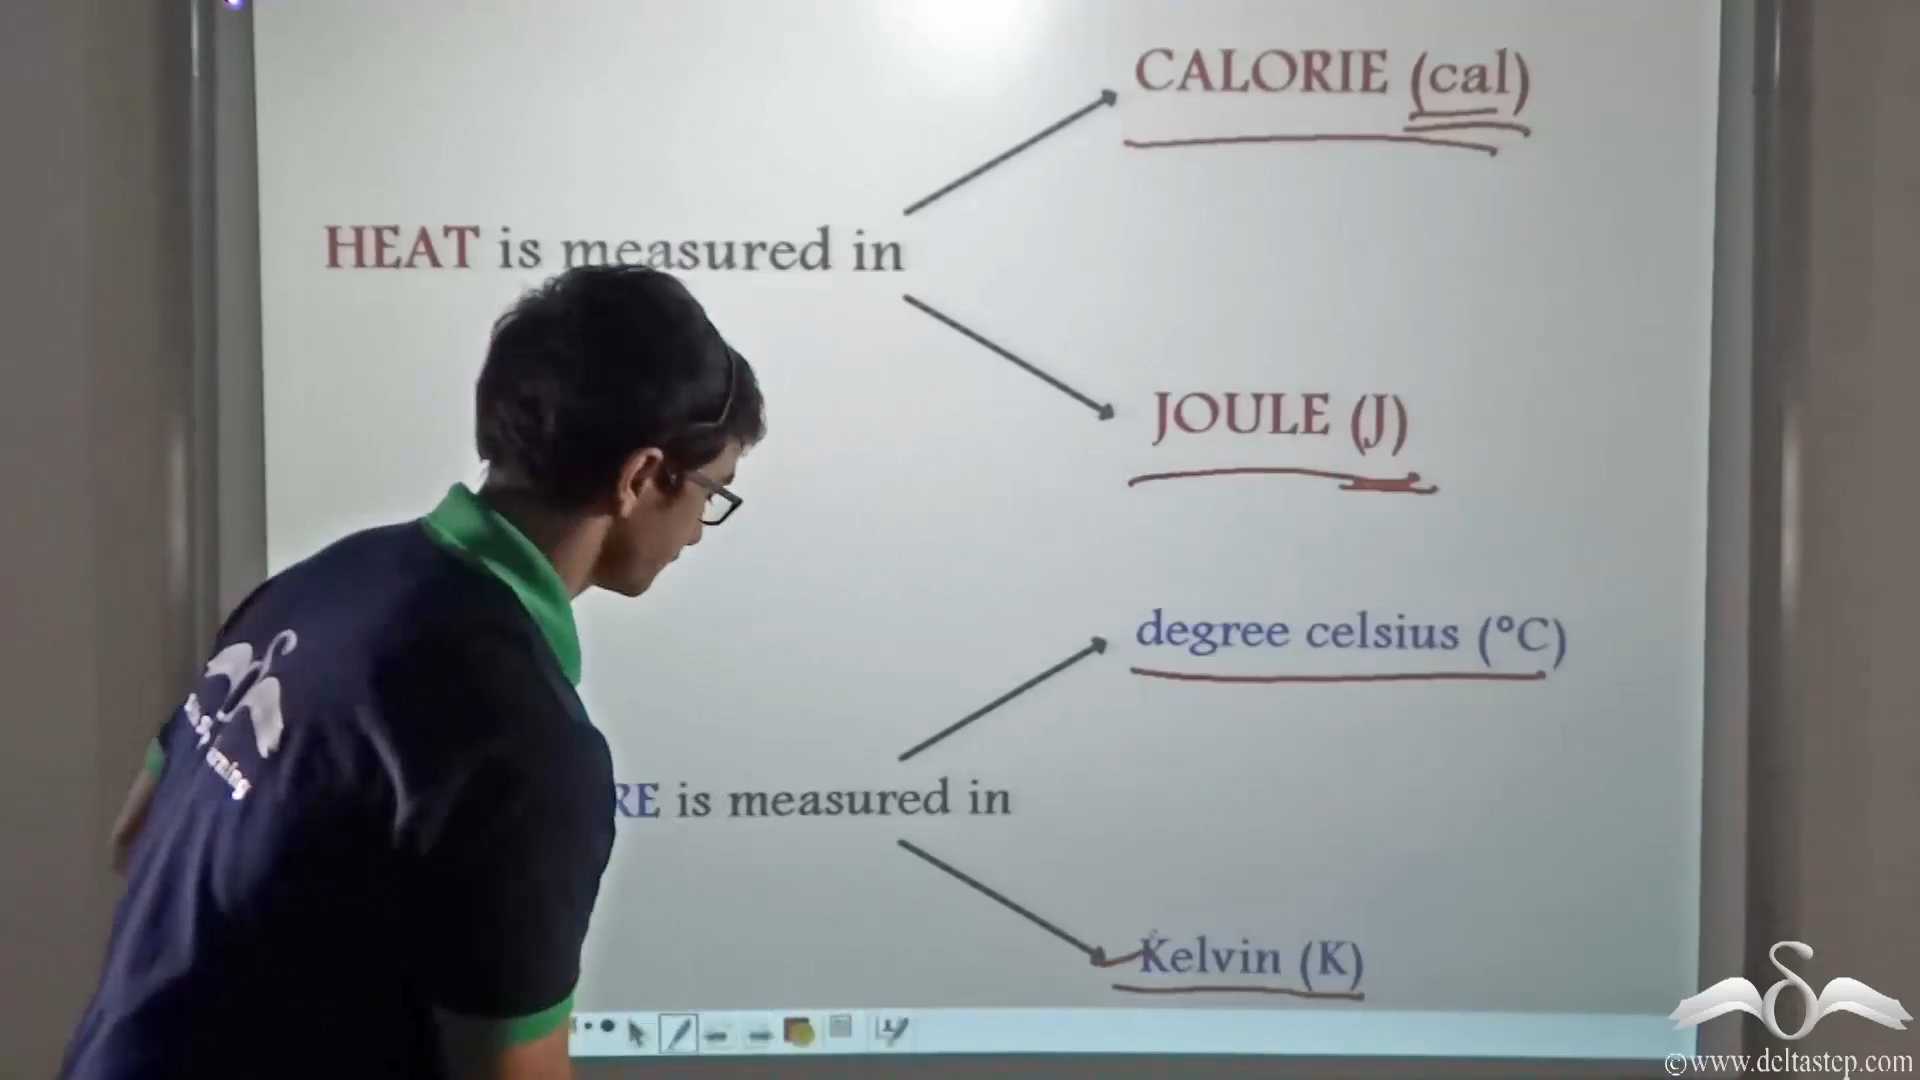 CALORIE (cal)
HEAT is measured in
JOULE (J)
degree celsius (°C)
RE is measured in
Kelvin (K)
©www.deltastep.com